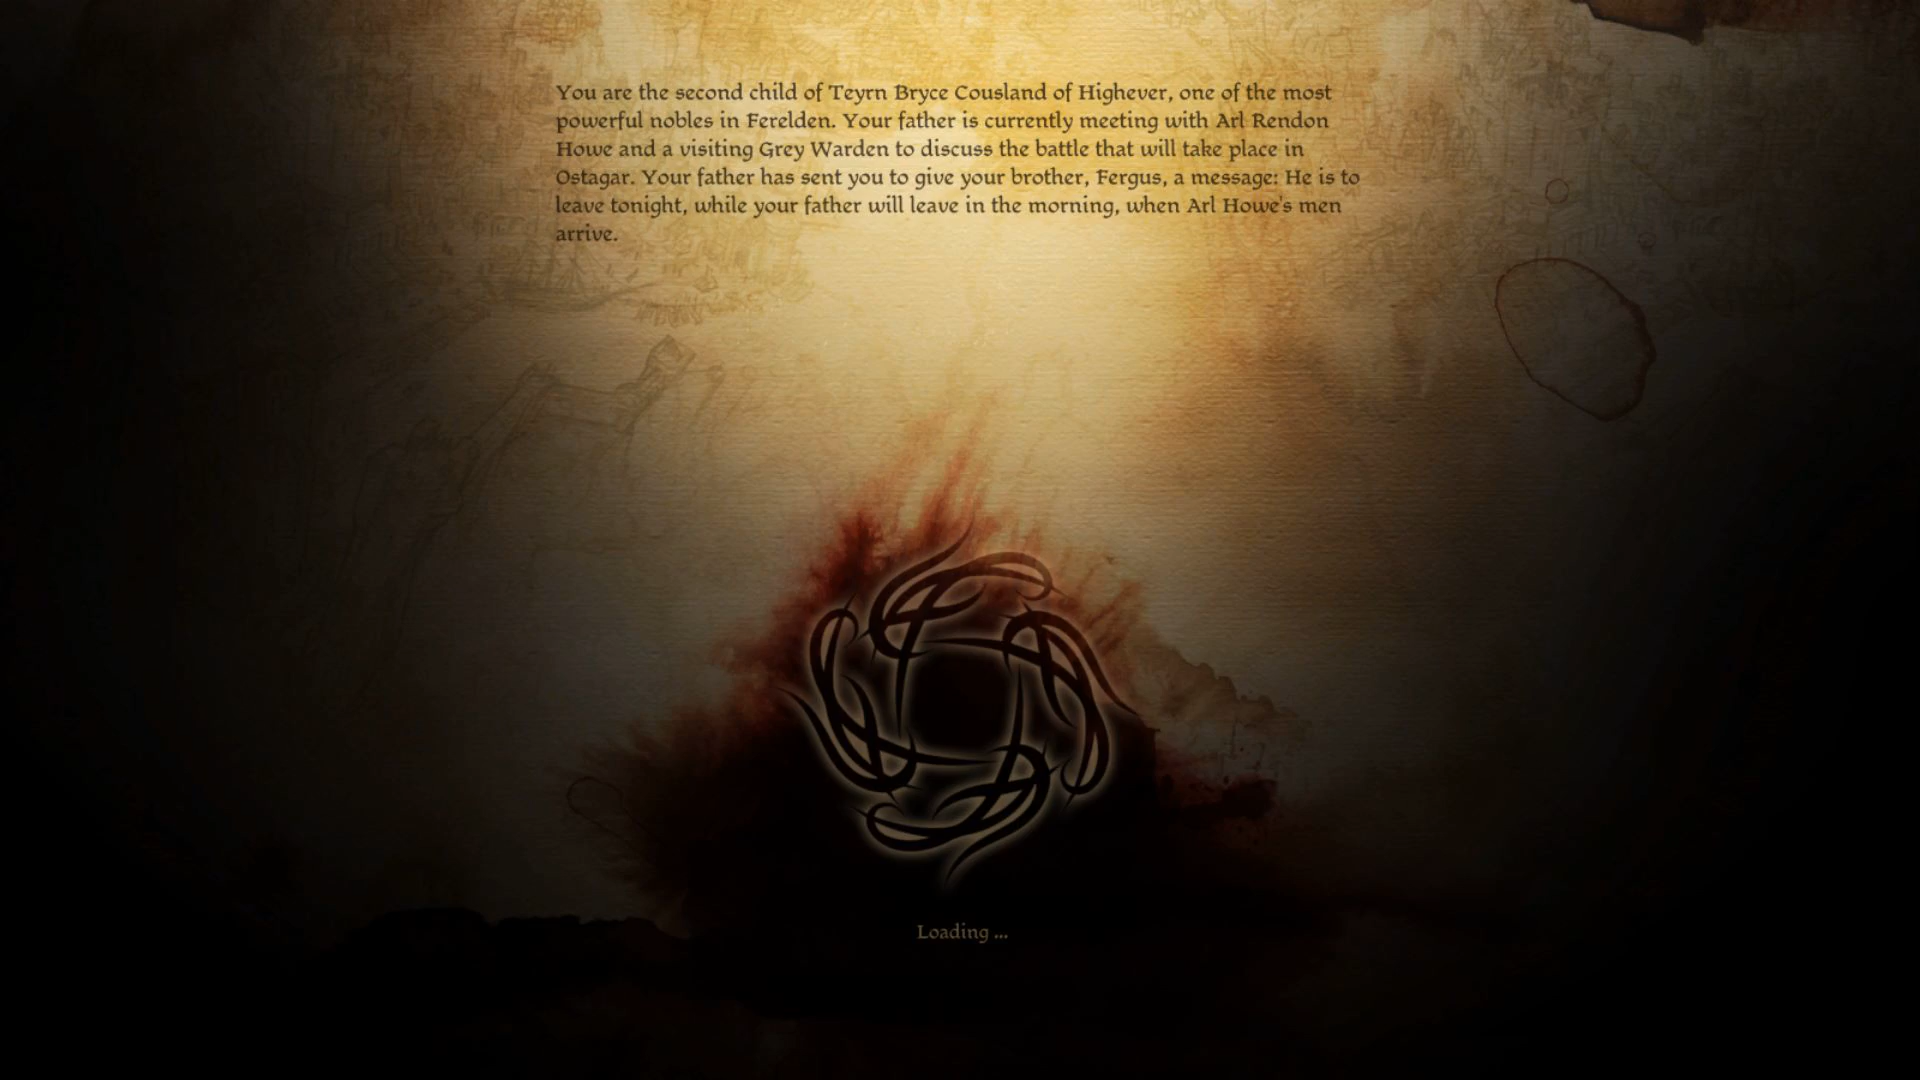 You are the second child of Teyrn Bryce Cousland of Highever, one of the most
powerful nobles in Ferelden. Your father is currently meeting with Arl Rendon
Howe and a visiting Grey Warden to discuss the battle that will take place in
Ostagar. Your father has sent you to give your brother, Fergus, a message: He is to
leave tonight, while your father will leave in the morning, when Arl Howe's men
arrive.
Loading ...